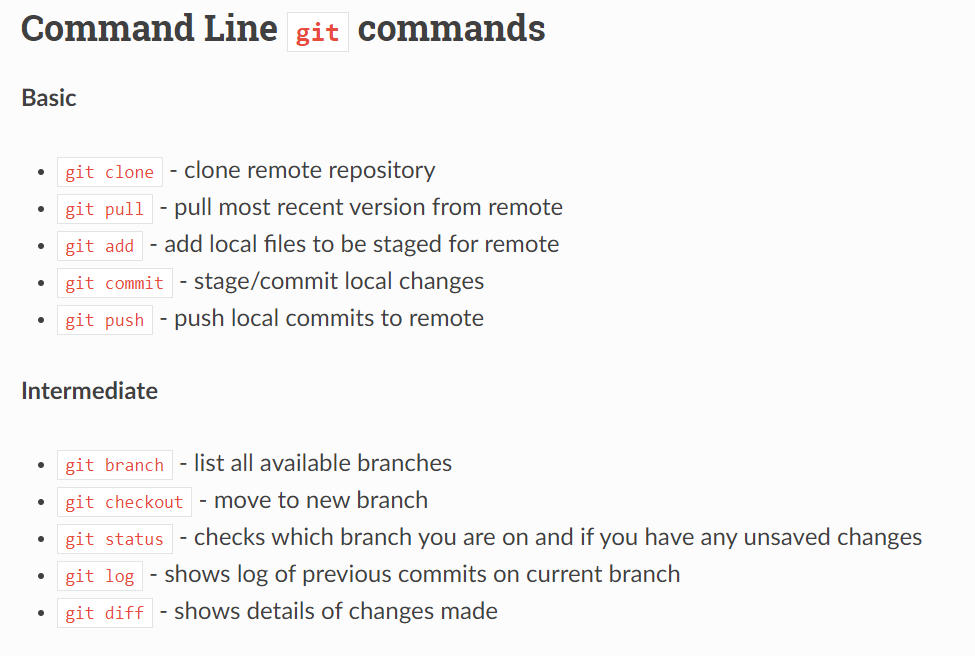 Command Line git commands
Basic
• git clone - clone remote repository
• git pull - pull most recent version from remote
• git add - add local files to be staged for remote
• git commit - stage/commit local changes
• git push - push local commits to remote
Intermediate
• git branch - list all available branches
• git checkout - move to new branch
• git status - checks which branch you are on and if you have any unsaved changes
• git log - shows log of previous commits on current branch
• git diff - shows details of changes made